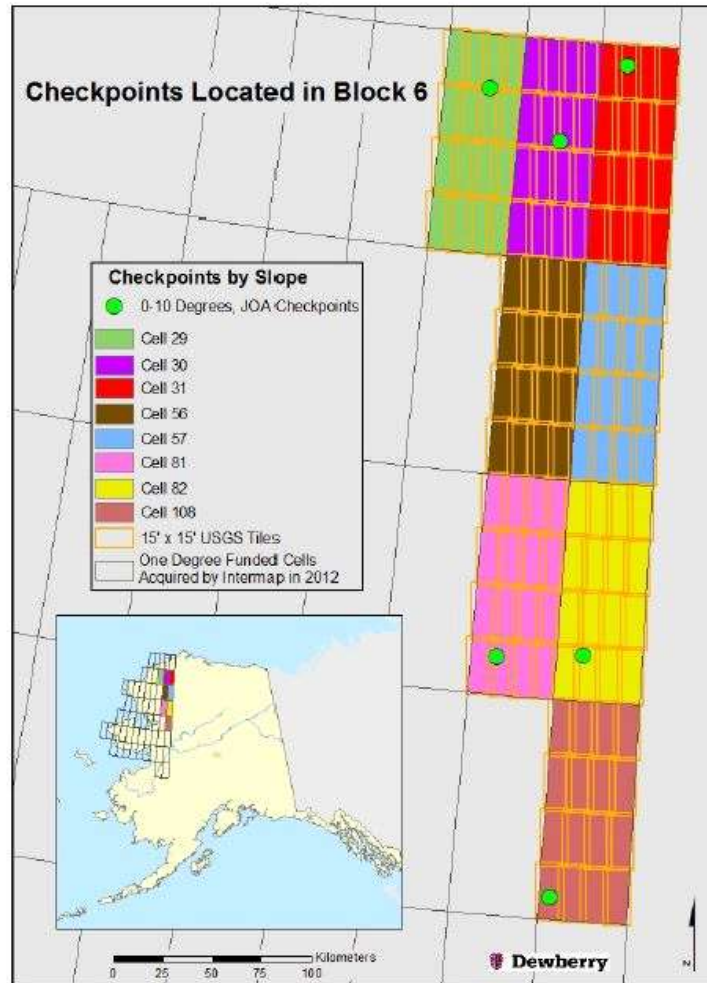 Checkpoints Located in Block 6
Checkpoints by Slope
0-10 Degrees, JOA Checkpoints
Cell 29
Cell 30
Cell 31
Cell 56
Cell 57
Cell 81
Cell 82
Cell 108
15' x 15' USGS Tiles
One Degree Funded Cells
Acquired by Intermap in 2012
Kilometers
0 25 50 75 100
Dewberry
N